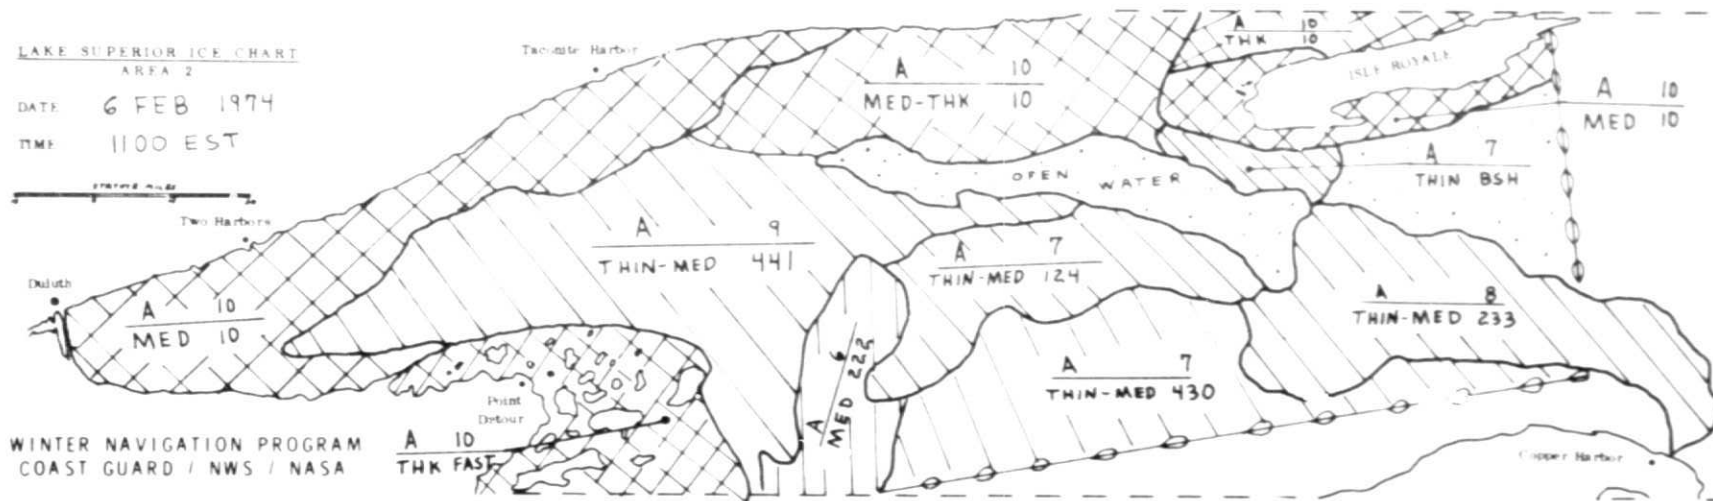 LAKE SUPERIOR ICE CHART
AREA 2
DATE 6 FEB 1974
TIME 1100 EST
STATUTE MILES
Taconite Harbor
Two Harbors
Duluth
A 10
MED 10
A 10
MED-THK 10
A 10
THK 10
ISLE ROYALE
A 10
MED 10
A 7
THIN BSH
OPEN WATER
A 9
THIN-MED 441
A 7
THIN-MED 124
A 8
THIN-MED 233
A 6
MED 222
A 7
THIN-MED 430
Point
Detour
A 10
THK FAST
Copper Harbor
WINTER NAVIGATION PROGRAM
COAST GUARD / NWS / NASA